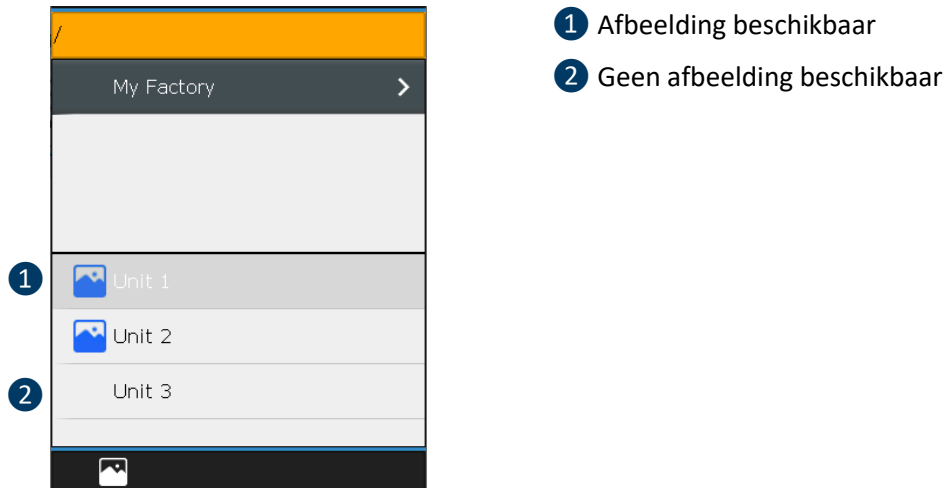 /
My Factory
1 Unit 1
Unit 2
2 Unit 3
1 Afbeelding beschikbaar
2 Geen afbeelding beschikbaar